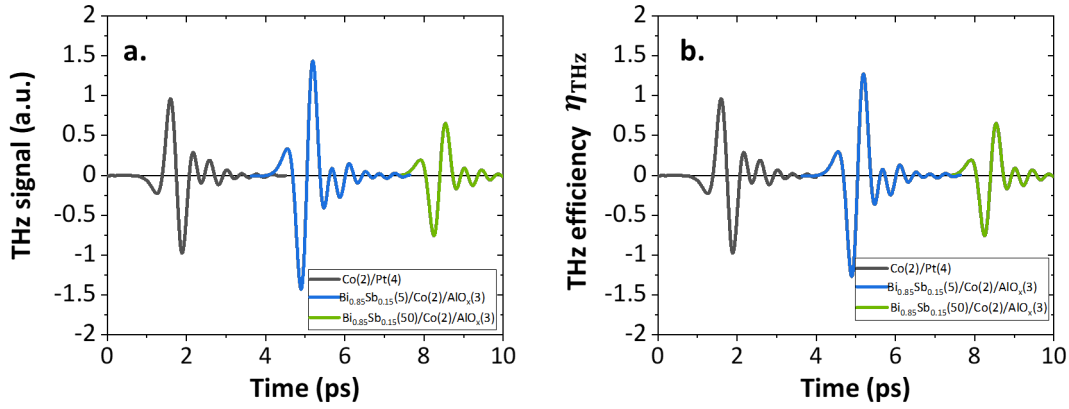 a.
THz signal (a.u.)
2
1.5
1
0.5
0
-0.5
-1
-1.5
-2
Co(2)/Pt(4)
Bi0.85Sb0.15(5)/Co(2)/AlOx(3)
Bi0.85Sb0.15(50)/Co(2)/AlOx(3)
0 2 4 6 8 10
Time (ps)
b.
THz efficiency ηTHz
2
1.5
1
0.5
0
-0.5
-1
-1.5
-2
Co(2)/Pt(4)
Bi0.85Sb0.15(5)/Co(2)/AlOx(3)
Bi0.85Sb0.15(50)/Co(2)/AlOx(3)
0 2 4 6 8 10
Time (ps)